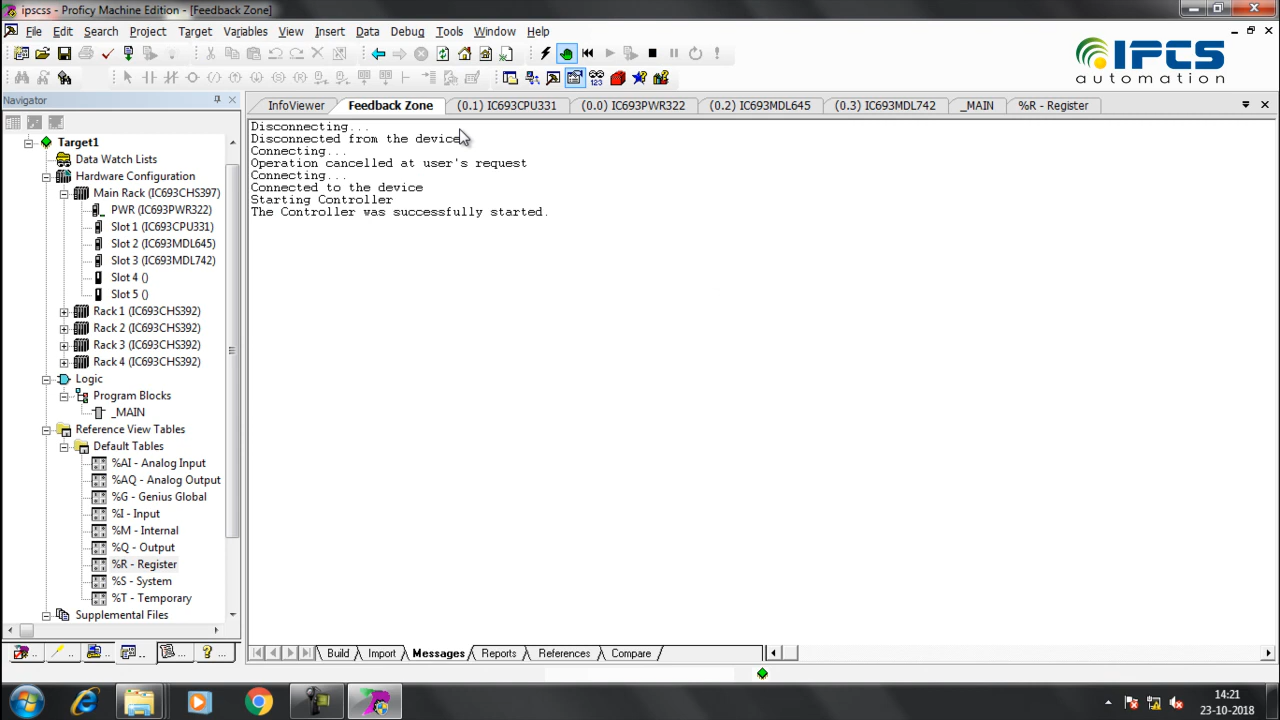 ipscss - Proficy Machine Edition - [Feedback Zone]
File Edit Search Project Target Variables View Insert Debug Tools Window Help
IPCS
automation
Navigator
InfoViewer Feedback Zone (0.1) IC693CPU331 (0.0) IC693PWR322 (0.2) IC693MDL645 (0.3) IC693MDL742 _MAIN %R - Register
Target1
Data Watch Lists
Hardware Configuration
Main Rack (IC693CHS397)
PWR (IC693PWR322)
Slot 1 (IC693CPU331)
Slot 2 (IC693MDL645)
Slot 3 (IC693MDL742)
Slot 4 ()
Slot 5 ()
Rack 1 (IC693CHS392)
Rack 2 (IC693CHS392)
Rack 3 (IC693CHS392)
Rack 4 (IC693CHS392)
Logic
Program Blocks
_MAIN
Reference View Tables
Default Tables
%AI - Analog Input
%AQ - Analog Output
%G - Genius Global
%I - Input
%M - Internal
%Q - Output
%R - Register
%S - System
%T - Temporary
Supplemental Files
Disconnecting...
Disconnected from the device
Connecting...
Operation cancelled at user's request
Connecting...
Connected to the device
Starting Controller
The Controller was successfully started.
Build Import Messages Reports References Compare
14:21
23-10-2018